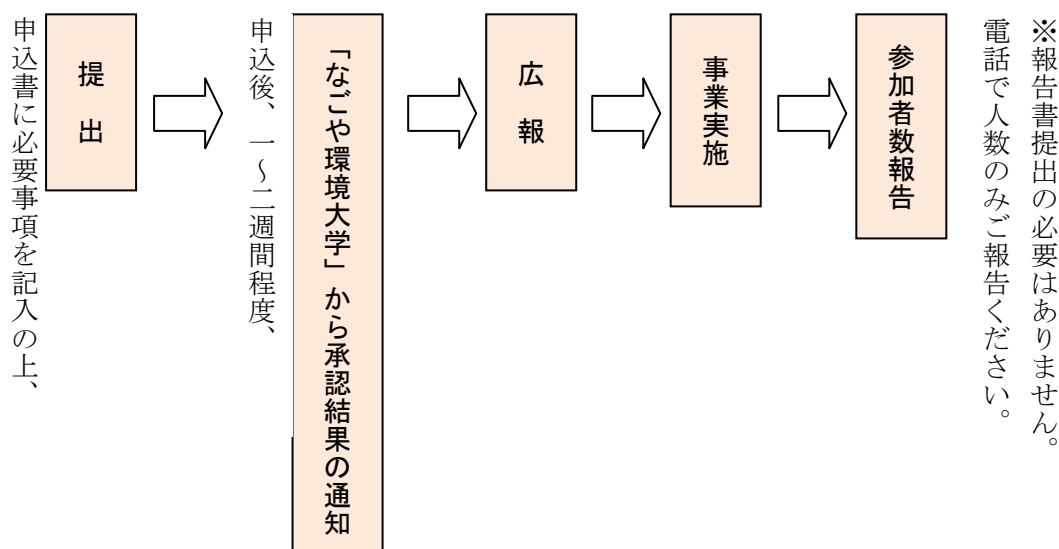 申込書に必要事項を記入の上、
提出
申込後、一～二週間程度、
「なごや環境大学」から承認結果の通知
広報
事業実施
参加者数報告
※報告書提出の必要はありません。
電話で人数のみご報告ください。